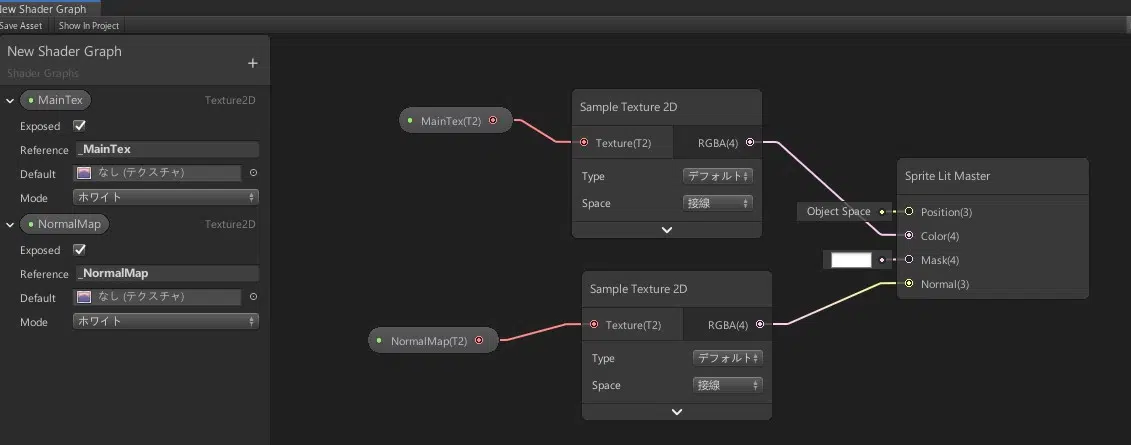 New Shader Graph
Save Asset Show In Project
New Shader Graph
Shader Graphs
MainTex Texture2D
Exposed
Reference _MainTex
Default なし (テクスチャ)
Mode ホワイト
NormalMap Texture2D
Exposed
Reference _NormalMap
Default なし (テクスチャ)
Mode ホワイト
MainTex(T2)
Sample Texture 2D
Texture(T2) RGBA(4)
Type デフォルト
Space 接線
NormalMap(T2)
Sample Texture 2D
Texture(T2) RGBA(4)
Type デフォルト
Space 接線
Sprite Lit Master
Object Space Position(3)
Color(4)
Mask(4)
Normal(3)